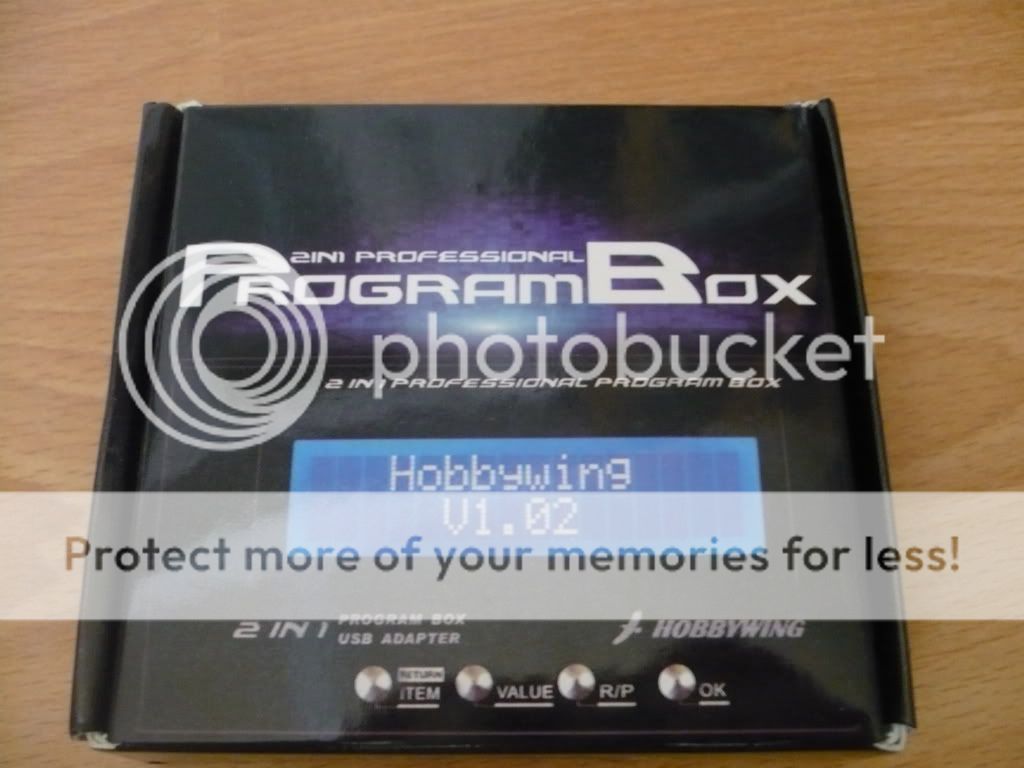 2IN1 PROFESSIONAL
PROGRAMBOX
photobucket
2 IN 1 PROFESSIONAL PROGRAM BOX
Hobbywing
V1.02
Protect more of your memories for less!
2 IN 1 PROGRAM BOX
USB ADAPTER
HOBBYWING
RETURN
ITEM VALUE R/P OK